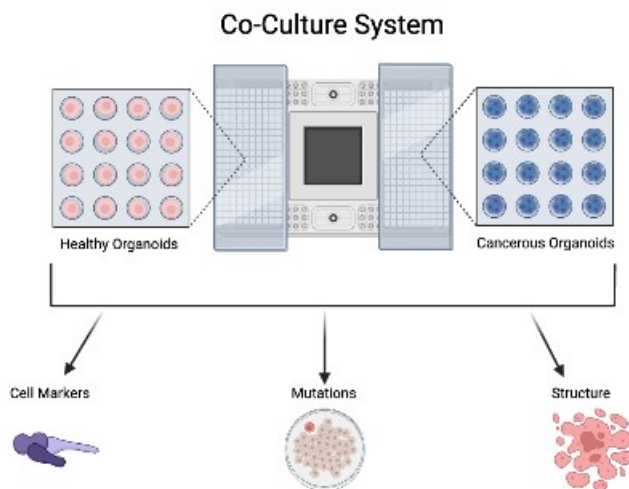 Co-Culture System
Healthy Organoids
Cancerous Organoids
Cell Markers
Mutations
Structure